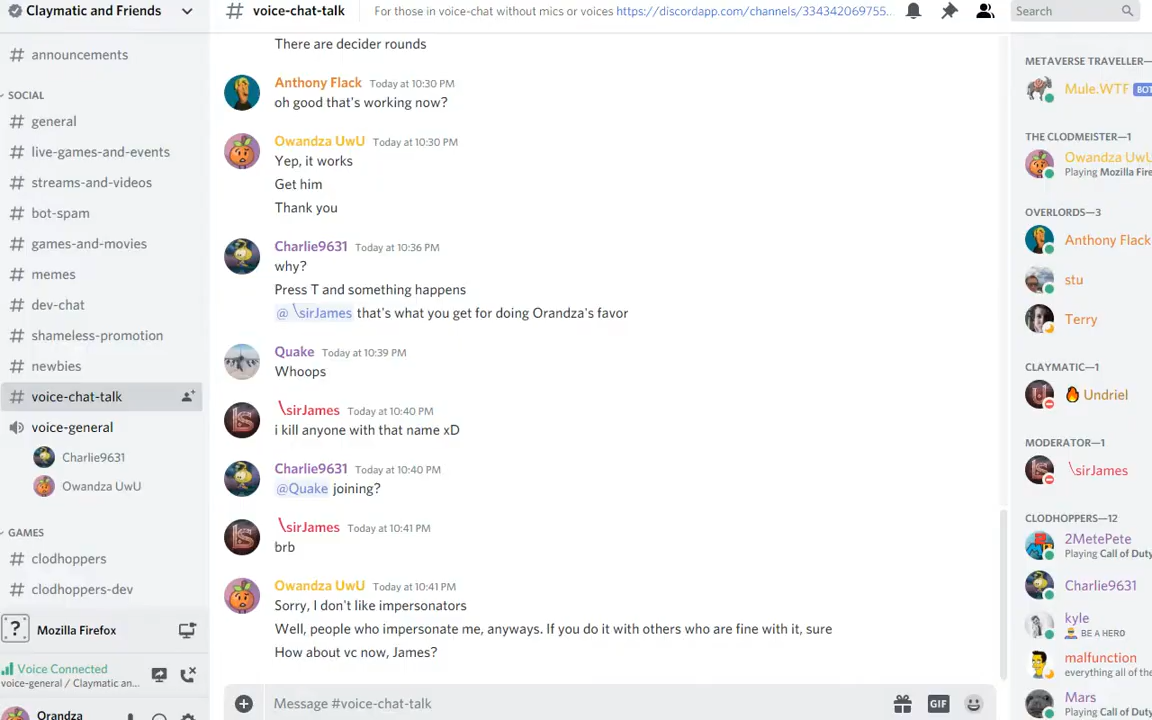 Claymatic and Friends
announcements
SOCIAL
general
live-games-and-events
streams-and-videos
bot-spam
games-and-movies
memes
dev-chat
shameless-promotion
newbies
voice-chat-talk
voice-general
Charlie9631
Owandza UwU
GAMES
clodhoppers
clodhoppers-dev
Mozilla Firefox
Voice Connected
voice-general / Claymatic an...
Orandza
# voice-chat-talk
For those in voice-chat without mics or voices https://discordapp.com/channels/334342069755...
Search
There are decider rounds
Anthony Flack Today at 10:30 PM
oh good that's working now?
Owandza UwU Today at 10:30 PM
Yep, it works
Get him
Thank you
Charlie9631 Today at 10:36 PM
why?
Press T and something happens
@ \sirJames that's what you get for doing Orandza's favor
Quake Today at 10:39 PM
Whoops
\sirJames Today at 10:40 PM
i kill anyone with that name xD
Charlie9631 Today at 10:40 PM
@Quake joining?
\sirJames Today at 10:41 PM
brb
Owandza UwU Today at 10:41 PM
Sorry, I don't like impersonators
Well, people who impersonate me, anyways. If you do it with others who are fine with it, sure
How about vc now, James?
Message #voice-chat-talk
GIF
METAVERSE TRAVELLER—
Mule.WTF BOT
THE CLODMEISTER—1
Owandza UwU
Playing Mozilla Fire
OVERLORDS—3
Anthony Flack
stu
Terry
CLAYMATIC—1
Undriel
MODERATOR—1
\sirJames
CLODHOPPERS—12
2MetePete
Playing Call of Duty
Charlie9631
kyle
BE A HERO
malfunction
everything all of the
Mars
Playing Call of Duty